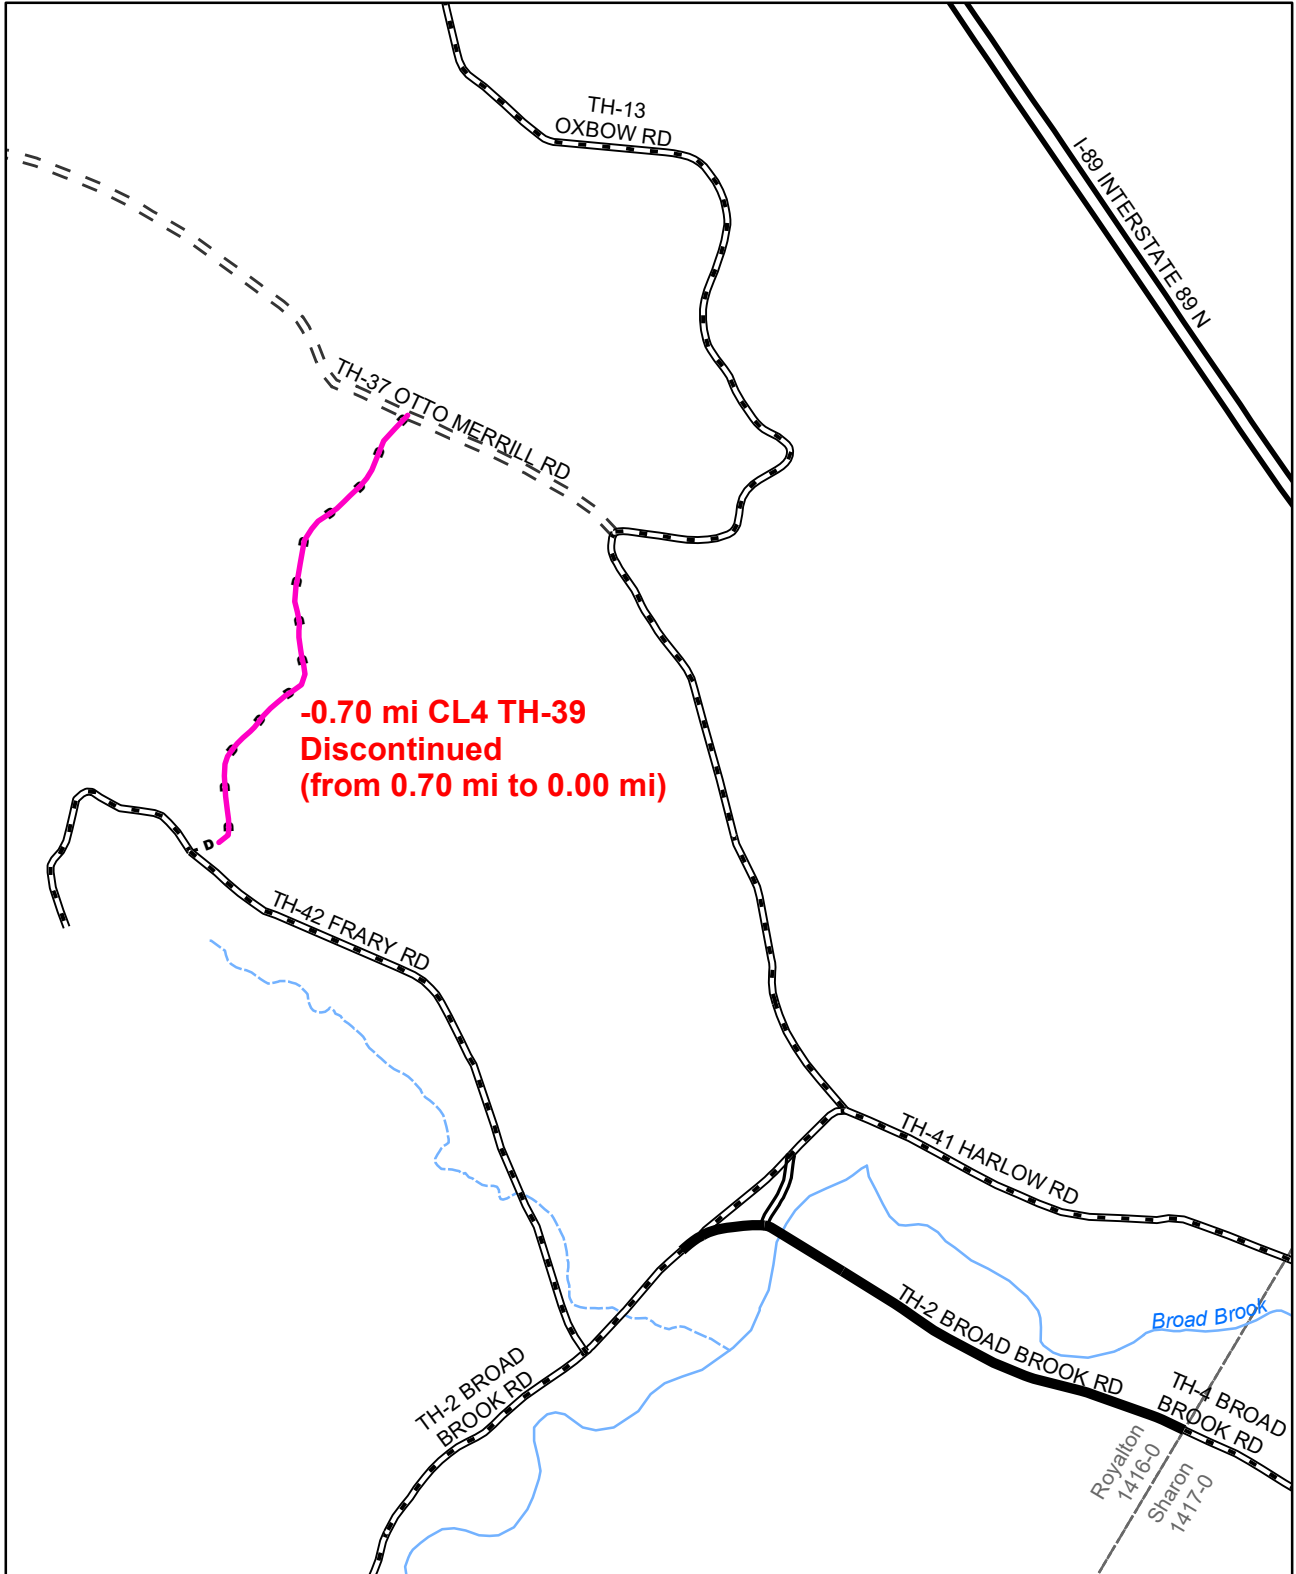 TH-13
OXBOW RD
I-89 INTERSTATE 89 N
TH-37 OTTO MERRILL RD
-0.70 mi CL4 TH-39
Discontinued
(from 0.70 mi to 0.00 mi)
D
TH-42 FRARY RD
TH-41 HARLOW RD
TH-2 BROAD BROOK RD
Broad Brook
TH-2 BROAD
BROOK RD
TH-4 BROAD
BROOK RD
Royalton
1416-0
Sharon
1417-0